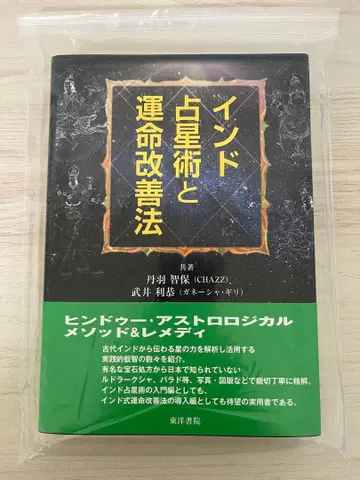 インド
占星術と
運命改善法
共著
丹羽 智保(CHAZZ)
武井 利恭(ガネーシャ・ギリ)
ヒンドゥー・アストロロジカル
メソッド&レメディ
古代インドから伝わる星の力を解析し活用する
実践的叡智の数々を紹介。
有名な宝石処方から日本で知られていない
ルドラークシャ、パラド等、写真・図版などで親切丁寧に精解。
インド占星術の入門編としても、
インド式運命改善法の導入編としても待望の実用書である。
東洋書院